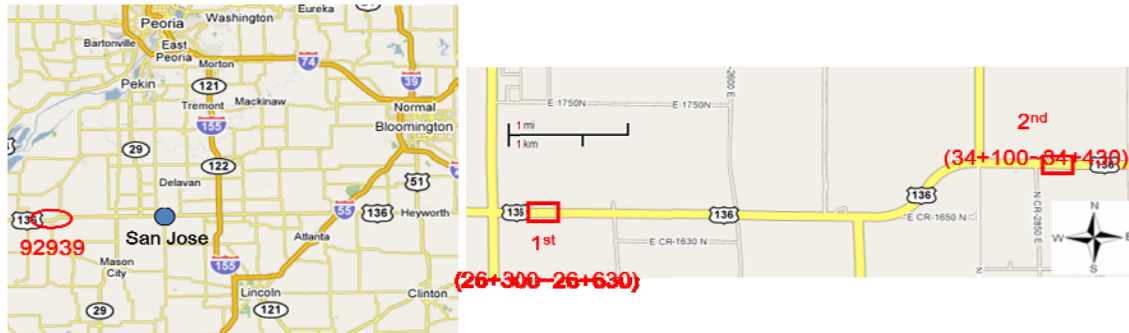 Peoria
Washington
Eureka
Bartonville
East
Peoria
Morton
74
39
Pekin
121
Tremont
Mackinaw
Normal
155
Bloomington
29
122
Delavan
51
136
55
136
Heyworth
92939
San Jose
Atlanta
Mason
City
155
Lincoln
Clinton
29
121
E 1750N
E 1750N
N-2600 E
1 mi
1 km
2nd
(34+100~34+430)
136
136
136
136
E CR-1650 N
N CR-2850 E
1st
E CR-1630 N
N
W
S
(26+300~26+630)